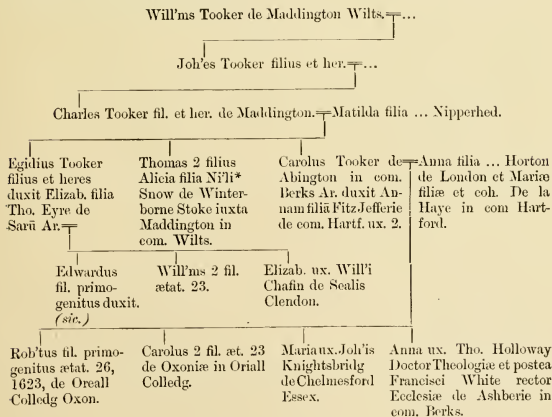 Will'ms Tooker de Maddington Wilts. ...
Joh'es Tooker filius et her. ...
Charles Tooker fil. et her. de Maddington. Matilda filia ... Nipperhed.
Egidius Tooker
filius et heres
duxit Elizab. filia
Tho. Eyre de
Sarū Ar.
Thomas 2 filius
Alicia filia Ni'li*
Snow de Winter-
borne Stoke iuxta
Maddington in
com. Wilts.
Carolus Tooker de
Abington in com.
Berks Ar. duxit An-
nam filiā FitzJefferie
de com. Hartf. ux. 2.
Anna filia ... Horton
de London et Mariæ
filiæ et coh. De la
Haye in com Hart-
ford.
Edwardus
fil. primo-
genitus duxit.
(sic.)
Will'ms 2 fil.
ætat. 23.
Elizab. ux. Will'i
Chafin de Sealis
Clendon.
Rob'tus fil. primo-
genitus ætat. 26,
1623, de Oreall
Colledg Oxon.
Carolus 2 fil. æt. 23
de Oxoniæ in Oriall
Colledg.
Maria ux. Joh'is
Knightsbridg
de Chelmesford
Essex.
Anna ux. Tho. Holloway
Doctor Theologiæ et postea
Francisci White rector
Ecclesiæ de Ashberie in
com. Berks.